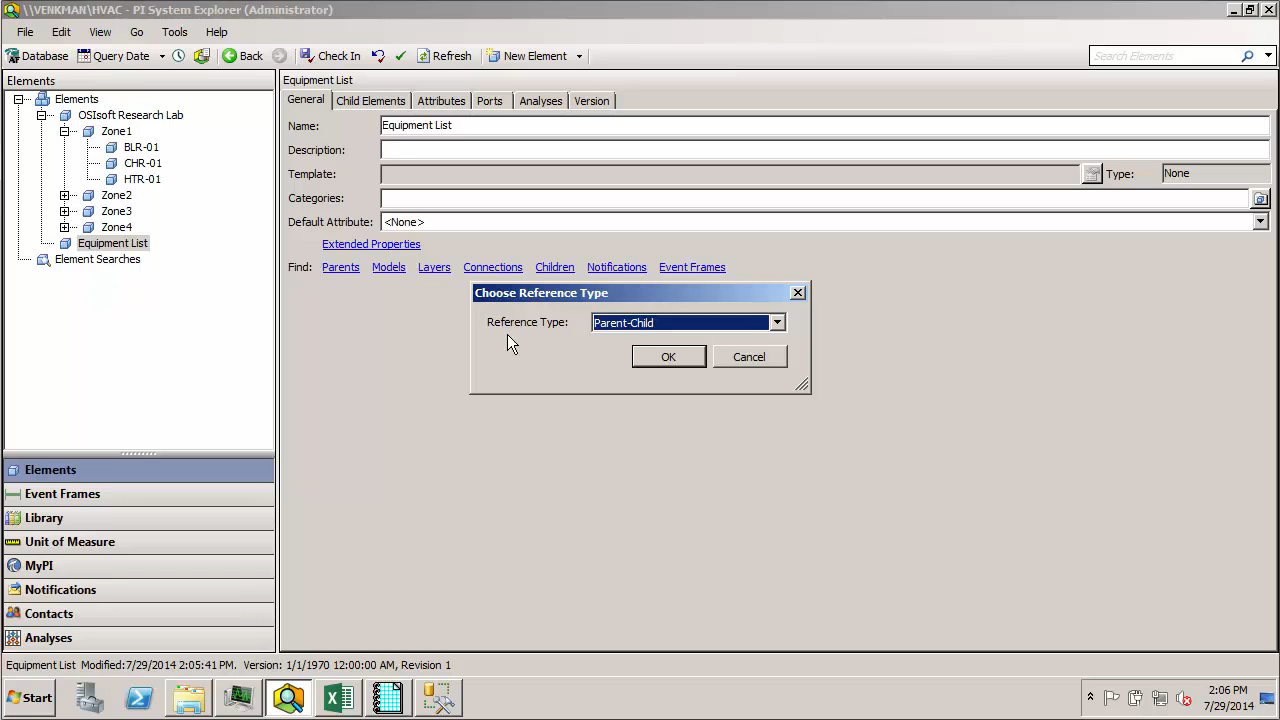 \\VENKMAN\HVAC - PI System Explorer (Administrator)
File Edit View Go Tools Help
Database Query Date Back Check In Refresh New Element Search Elements
Elements
Elements
OSIsoft Research Lab
Zone1
BLR-01
CHR-01
HTR-01
Zone2
Zone3
Zone4
Equipment List
Element Searches
Equipment List
General Child Elements Attributes Ports Analyses Version
Name: Equipment List
Description:
Template: Type: None
Categories:
Default Attribute: <None>
Extended Properties
Find: Parents Models Layers Connections Children Notifications Event Frames
Choose Reference Type
Reference Type: Parent-Child
OK Cancel
Elements
Event Frames
Library
Unit of Measure
MyPI
Notifications
Contacts
Analyses
Equipment List Modified:7/29/2014 2:05:41 PM. Version: 1/1/1970 12:00:00 AM, Revision 1
Start
2:06 PM
7/29/2014